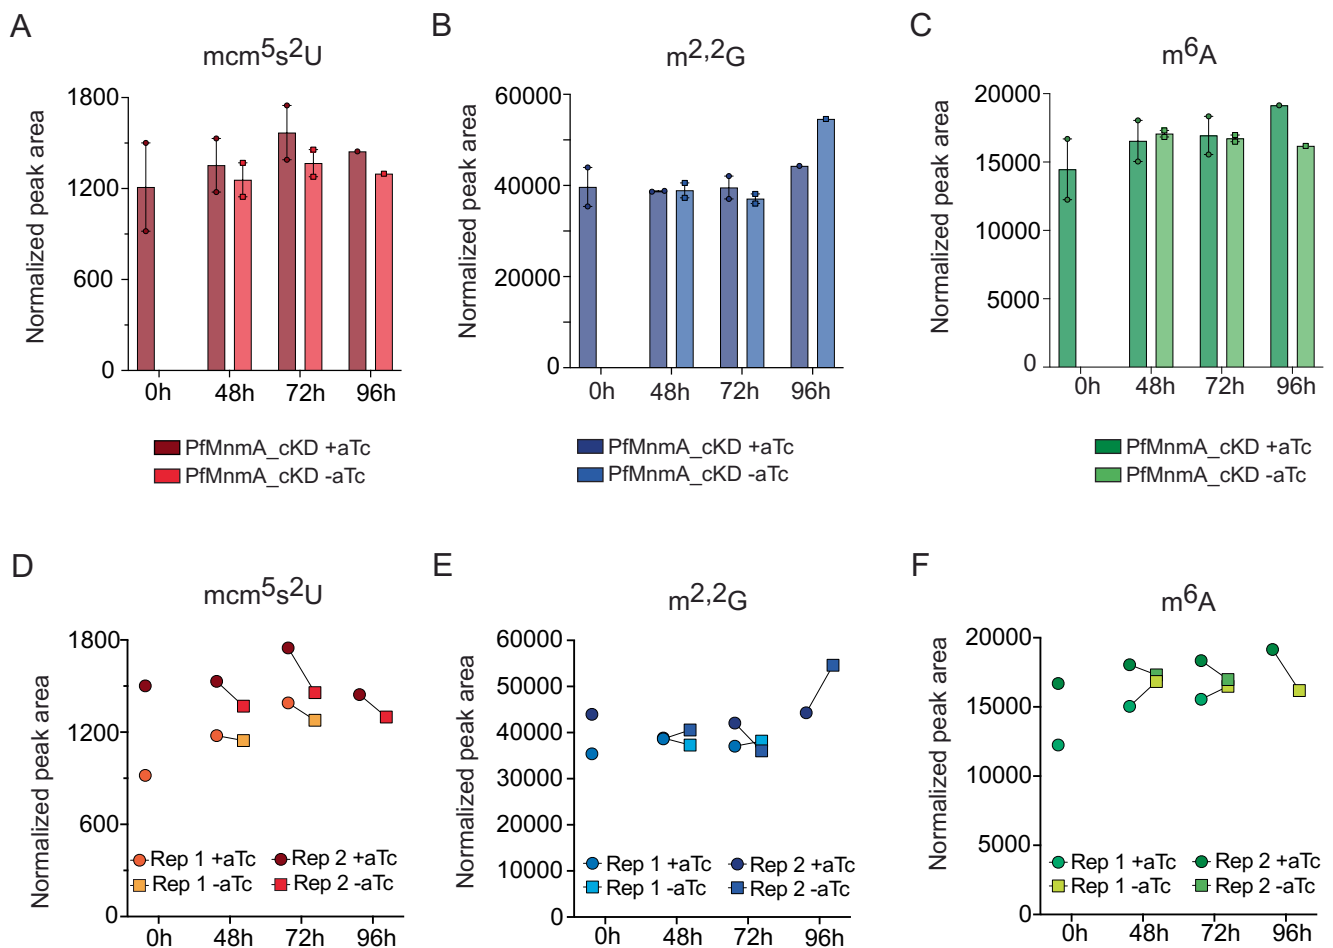 A
mcm5s2U
Normalized peak area
1800
1200
600
0
0h 48h 72h 96h
PfMnmA_cKD +aTc
PfMnmA_cKD -aTc
B
m2,2G
Normalized peak area
60000
40000
20000
0
0h 48h 72h 96h
PfMnmA_cKD +aTc
PfMnmA_cKD -aTc
C
m6A
Normalized peak area
20000
15000
10000
5000
0
0h 48h 72h 96h
PfMnmA_cKD +aTc
PfMnmA_cKD -aTc
D
mcm5s2U
Normalized peak area
1800
1200
600
0
Rep 1 +aTc Rep 2 +aTc
Rep 1 -aTc Rep 2 -aTc
0h 48h 72h 96h
E
m2,2G
Normalized peak area
60000
50000
40000
30000
20000
10000
0
Rep 1 +aTc Rep 2 +aTc
Rep 1 -aTc Rep 2 -aTc
0h 48h 72h 96h
F
m6A
Normalized peak area
20000
15000
10000
5000
0
Rep 1 +aTc Rep 2 +aTc
Rep 1 -aTc Rep 2 -aTc
0h 48h 72h 96h